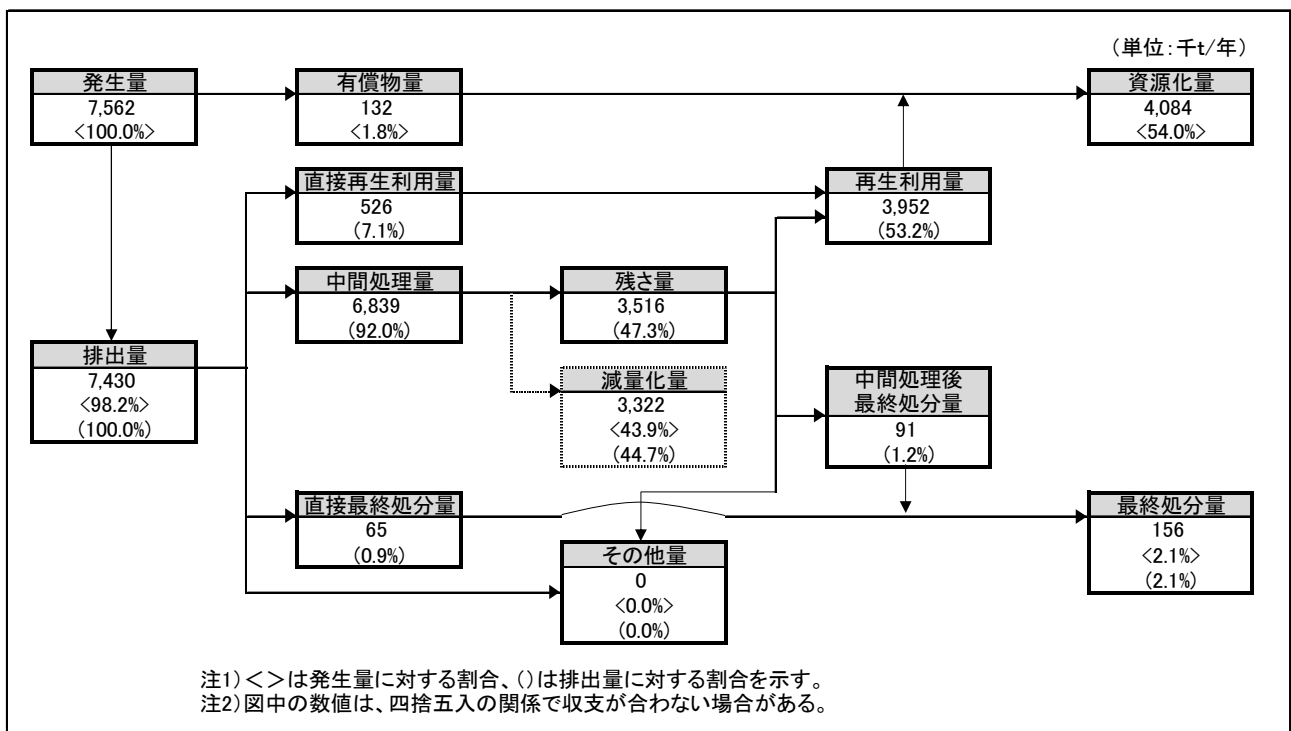 （単位：千t/年）
発生量
7,562
<100.0%>
有償物量
132
<1.8%>
資源化量
4,084
<54.0%>
直接再生利用量
526
(7.1%)
再生利用量
3,952
(53.2%)
中間処理量
6,839
(92.0%)
残さ量
3,516
(47.3%)
排出量
7,430
<98.2%>
(100.0%)
減量化量
3,322
<43.9%>
(44.7%)
中間処理後
最終処分量
91
(1.2%)
直接最終処分量
65
(0.9%)
最終処分量
156
<2.1%>
(2.1%)
その他量
0
<0.0%>
(0.0%)
注1)＜＞は発生量に対する割合、()は排出量に対する割合を示す。
注2)図中の数値は、四捨五入の関係で収支が合わない場合がある。